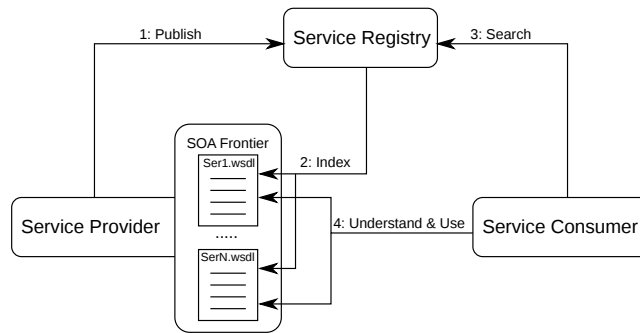 1: Publish
Service Registry
3: Search
SOA Frontier
Ser1.wsdl
2: Index
Service Provider
4: Understand & Use
Service Consumer
.....
SerN.wsdl